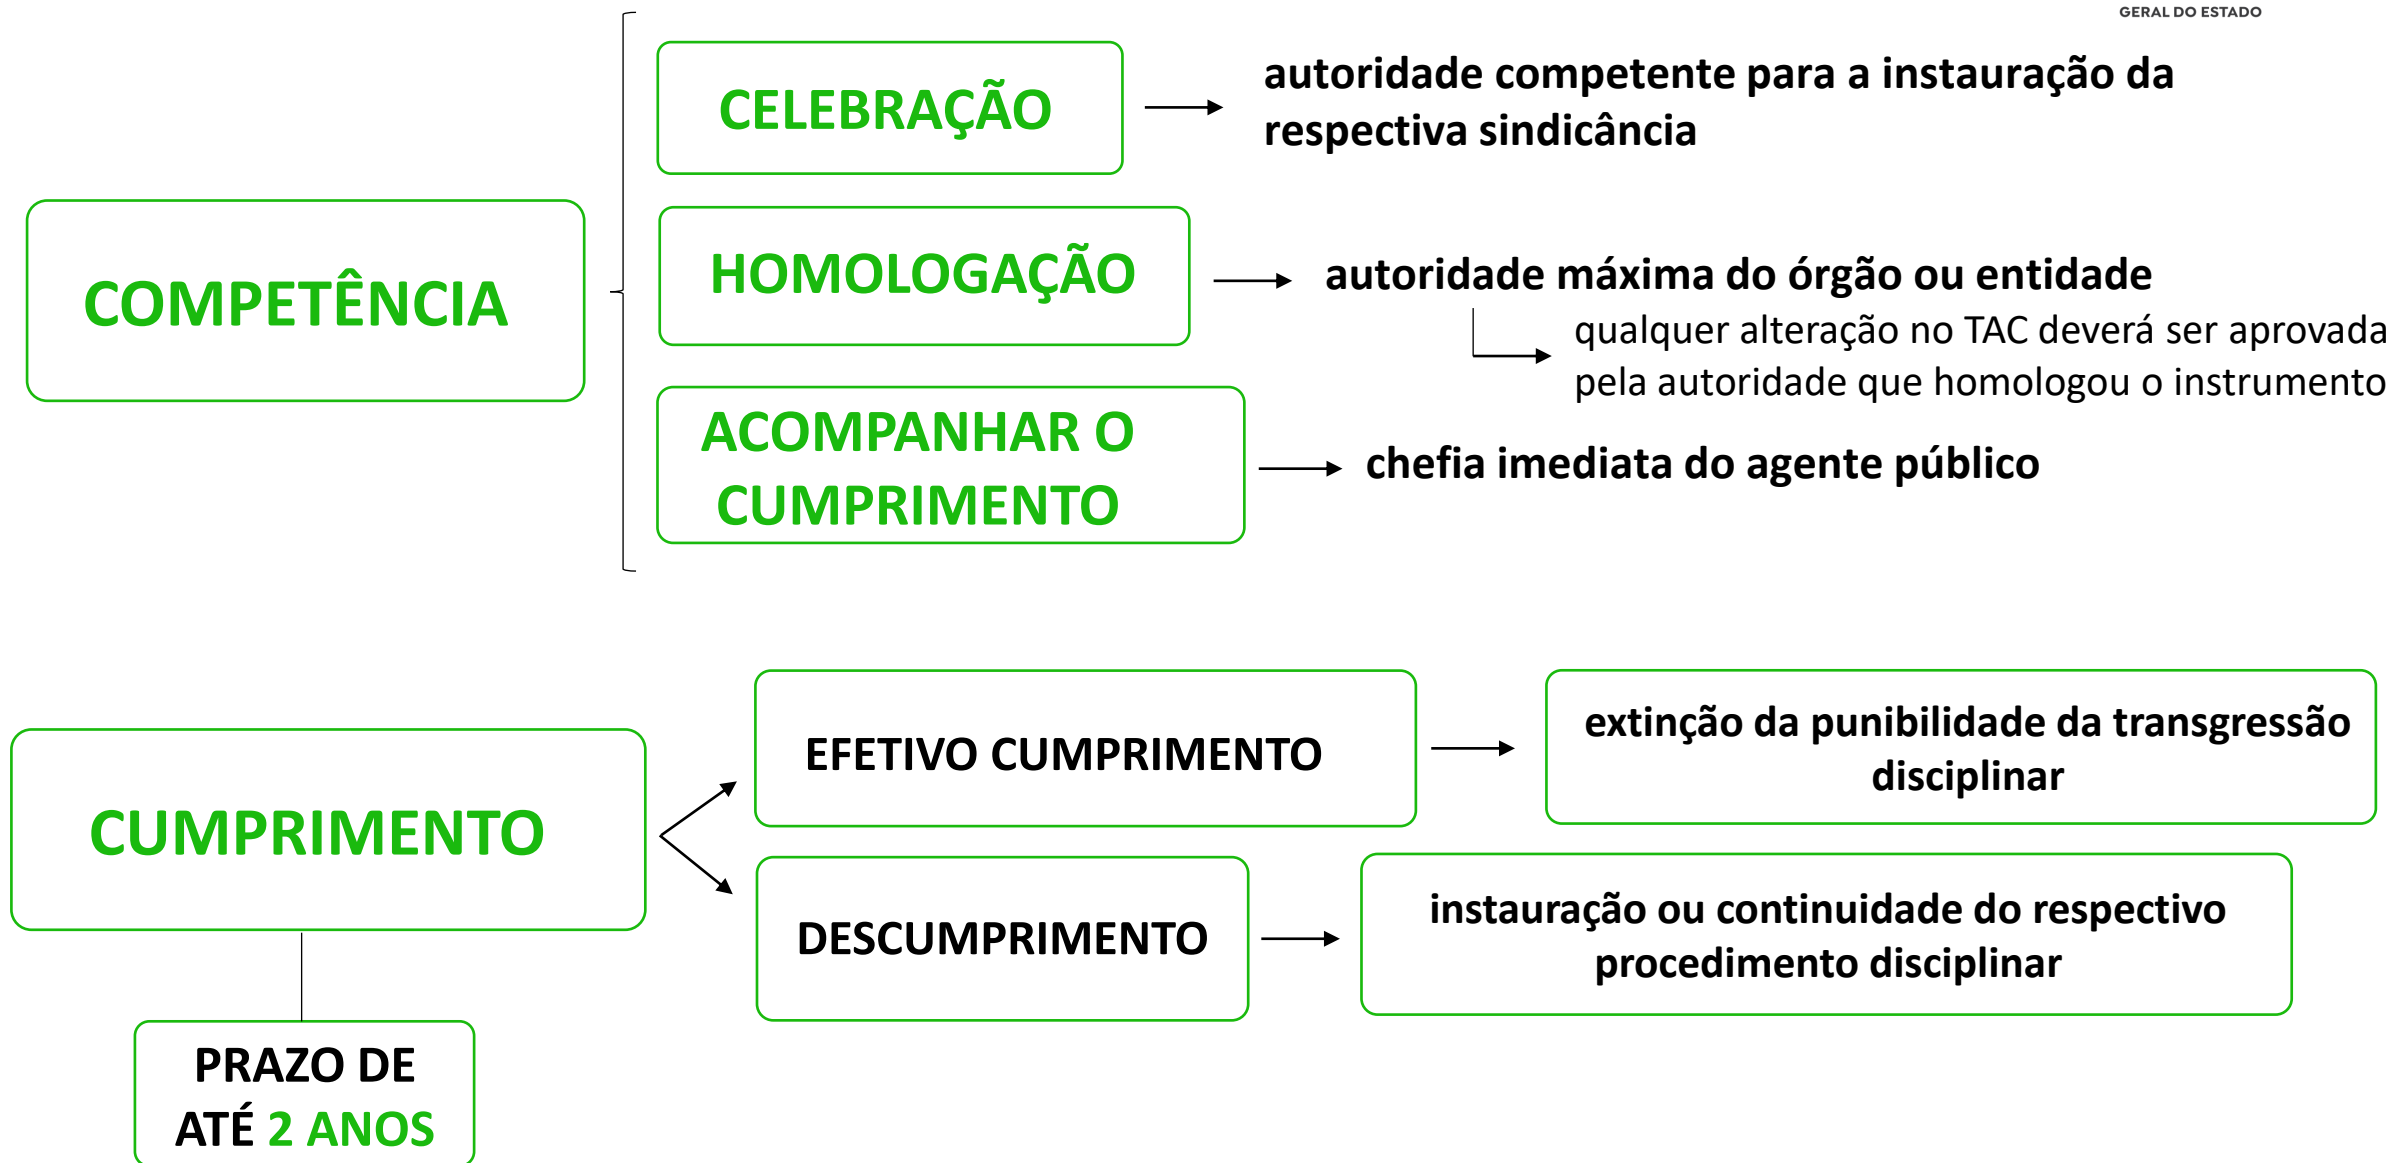 GERAL DO ESTADO
COMPETÊNCIA
CELEBRAÇÃO
autoridade competente para a instauração da
respectiva sindicância
HOMOLOGAÇÃO
autoridade máxima do órgão ou entidade
qualquer alteração no TAC deverá ser aprovada
pela autoridade que homologou o instrumento
ACOMPANHAR O
CUMPRIMENTO
chefia imediata do agente público
CUMPRIMENTO
EFETIVO CUMPRIMENTO
extinção da punibilidade da transgressão
disciplinar
DESCUMPRIMENTO
instauração ou continuidade do respectivo
procedimento disciplinar
PRAZO DE
ATÉ 2 ANOS